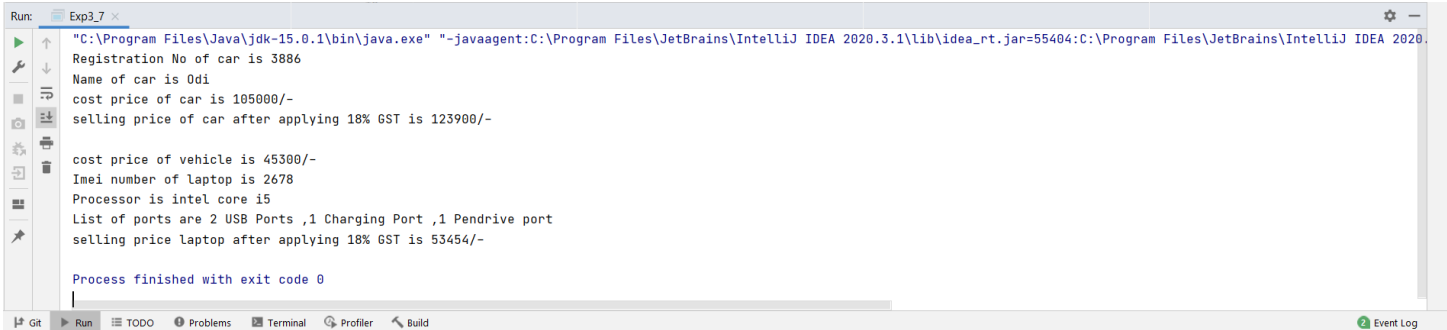 Run: Exp3_7
"C:\Program Files\Java\jdk-15.0.1\bin\java.exe" "-javaagent:C:\Program Files\JetBrains\IntelliJ IDEA 2020.3.1\lib\idea_rt.jar=55404:C:\Program Files\JetBrains\IntelliJ IDEA 2020.
Registration No of car is 3886
Name of car is Odi
cost price of car is 105000/-
selling price of car after applying 18% GST is 123900/-
cost price of vehicle is 45300/-
Imei number of laptop is 2678
Processor is intel core i5
List of ports are 2 USB Ports ,1 Charging Port ,1 Pendrive port
selling price laptop after applying 18% GST is 53454/-
Process finished with exit code 0
Git Run TODO Problems Terminal Profiler Build 2 Event Log